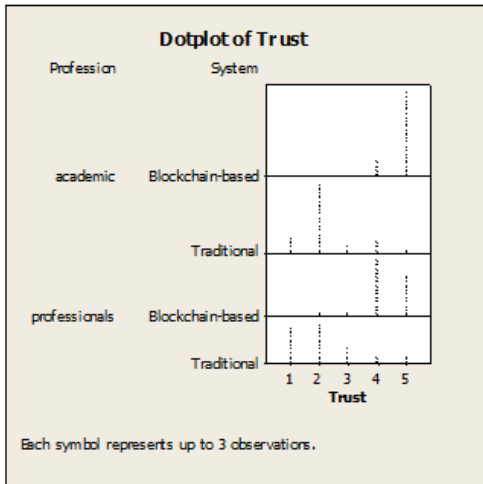 Dotplot of Trust
Profession System
academic Blockchain-based
Traditional
professionals Blockchain-based
Traditional
1 2 3 4 5
Trust
Each symbol represents up to 3 observations.